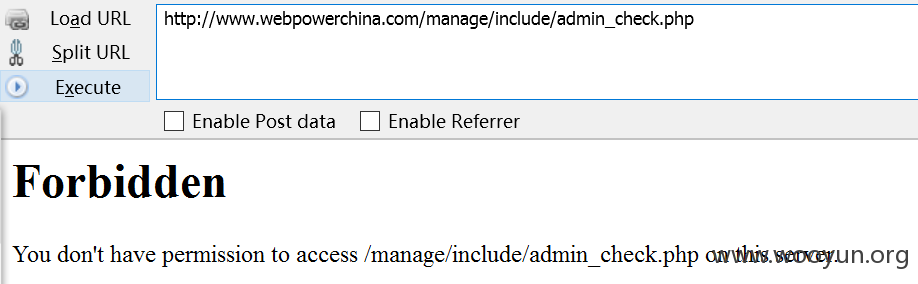 Load URL
http://www.webpowerchina.com/manage/include/admin_check.php
Split URL
Execute
Enable Post data
Enable Referrer
Forbidden
You don't have permission to access /manage/include/admin_check.php on this server.
www.wooyun.org